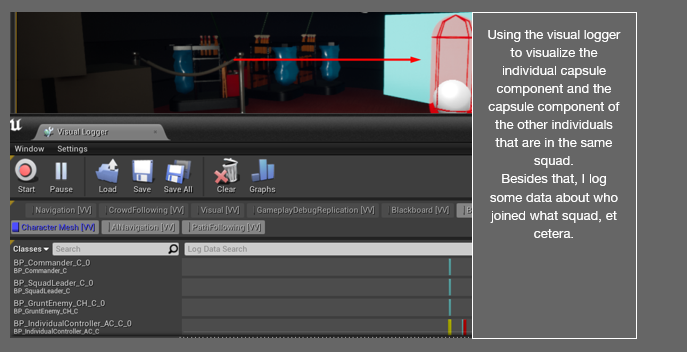 Using the visual logger
to visualize the
individual capsule
component and the
capsule component of
the other individuals
that are in the same
squad.
Besides that, I log
some data about who
joined what squad, et
cetera.
Visual Logger
Window Settings
Start Pause Load Save Save All Clear Graphs
Navigation [VV] CrowdFollowing [VV] Visual [VV] GameplayDebugReplication [VV] Blackboard [VV]
Character Mesh [VV] AINavigation [VV] PathFollowing [VV]
Classes Search Log Data Search
BP_Commander_C_0
BP_Commander_C
BP_SquadLeader_C_0
BP_SquadLeader_C
BP_GruntEnemy_CH_C_0
BP_GruntEnemy_CH_C
BP_IndividualController_AC_C_0
BP_IndividualController_AC_C